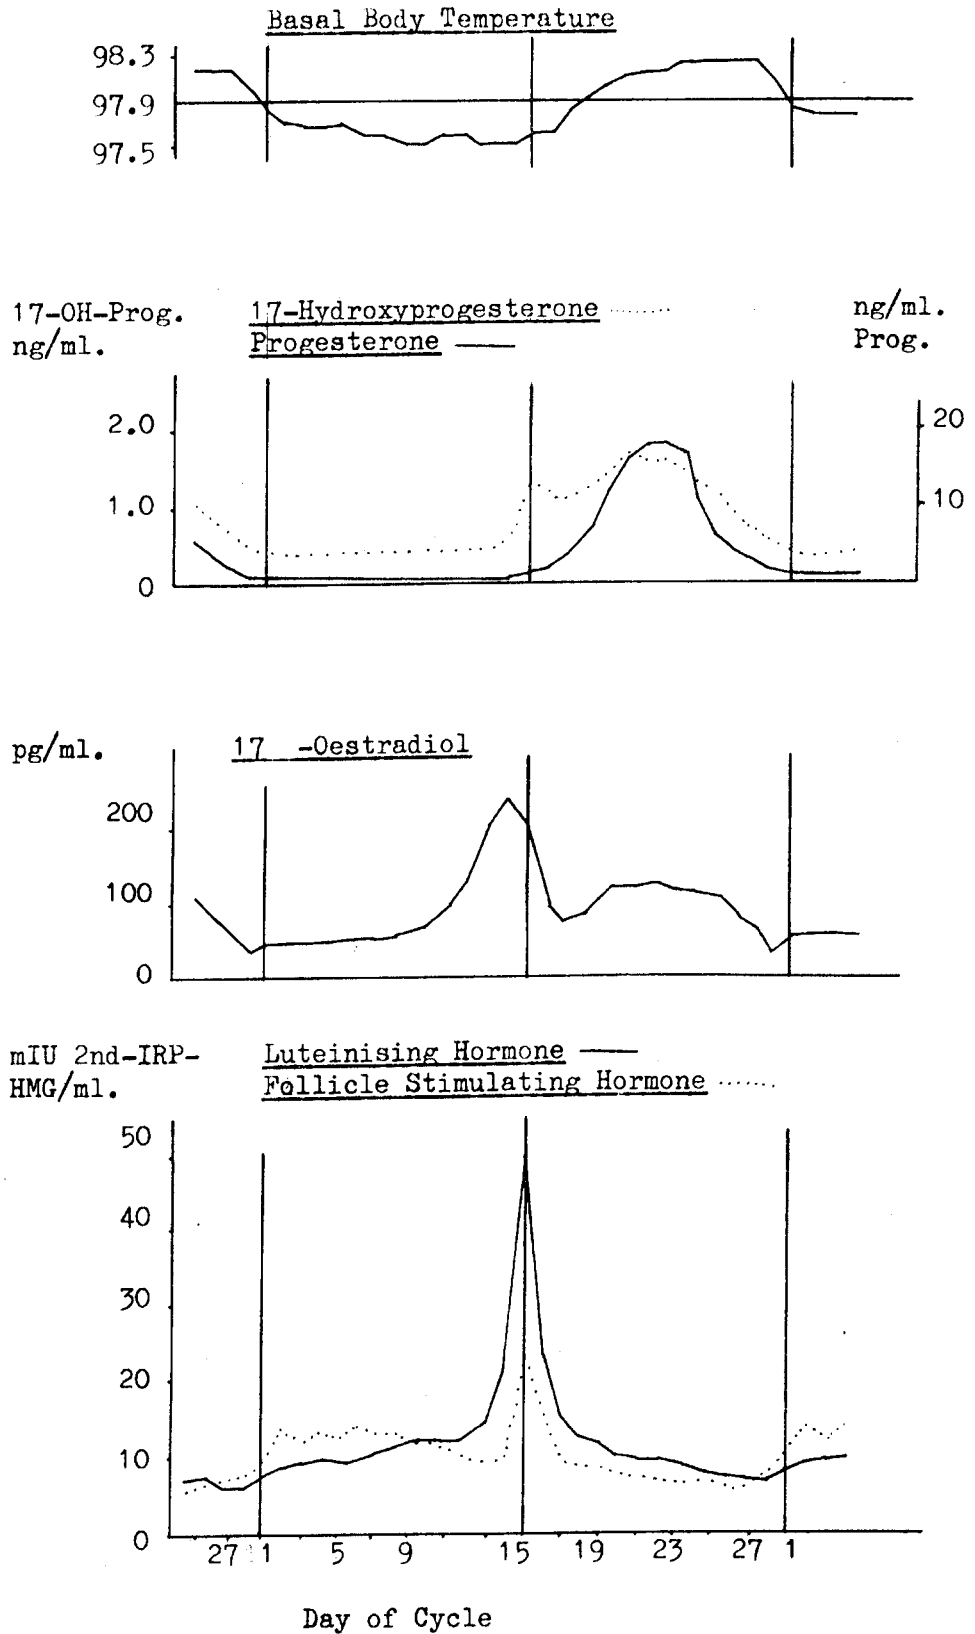 Basal Body Temperature
98.3
97.9
97.5
17-OH-Prog. 17-Hydroxyprogesterone ng/ml.
ng/ml. Progesterone Prog.
2.0 20
1.0 10
0
pg/ml. 17 -Oestradiol
200
100
0
mIU 2nd-IRP- Luteinising Hormone
HMG/ml. Follicle Stimulating Hormone
50
40
30
20
10
0
27 1 5 9 15 19 23 27 1
Day of Cycle